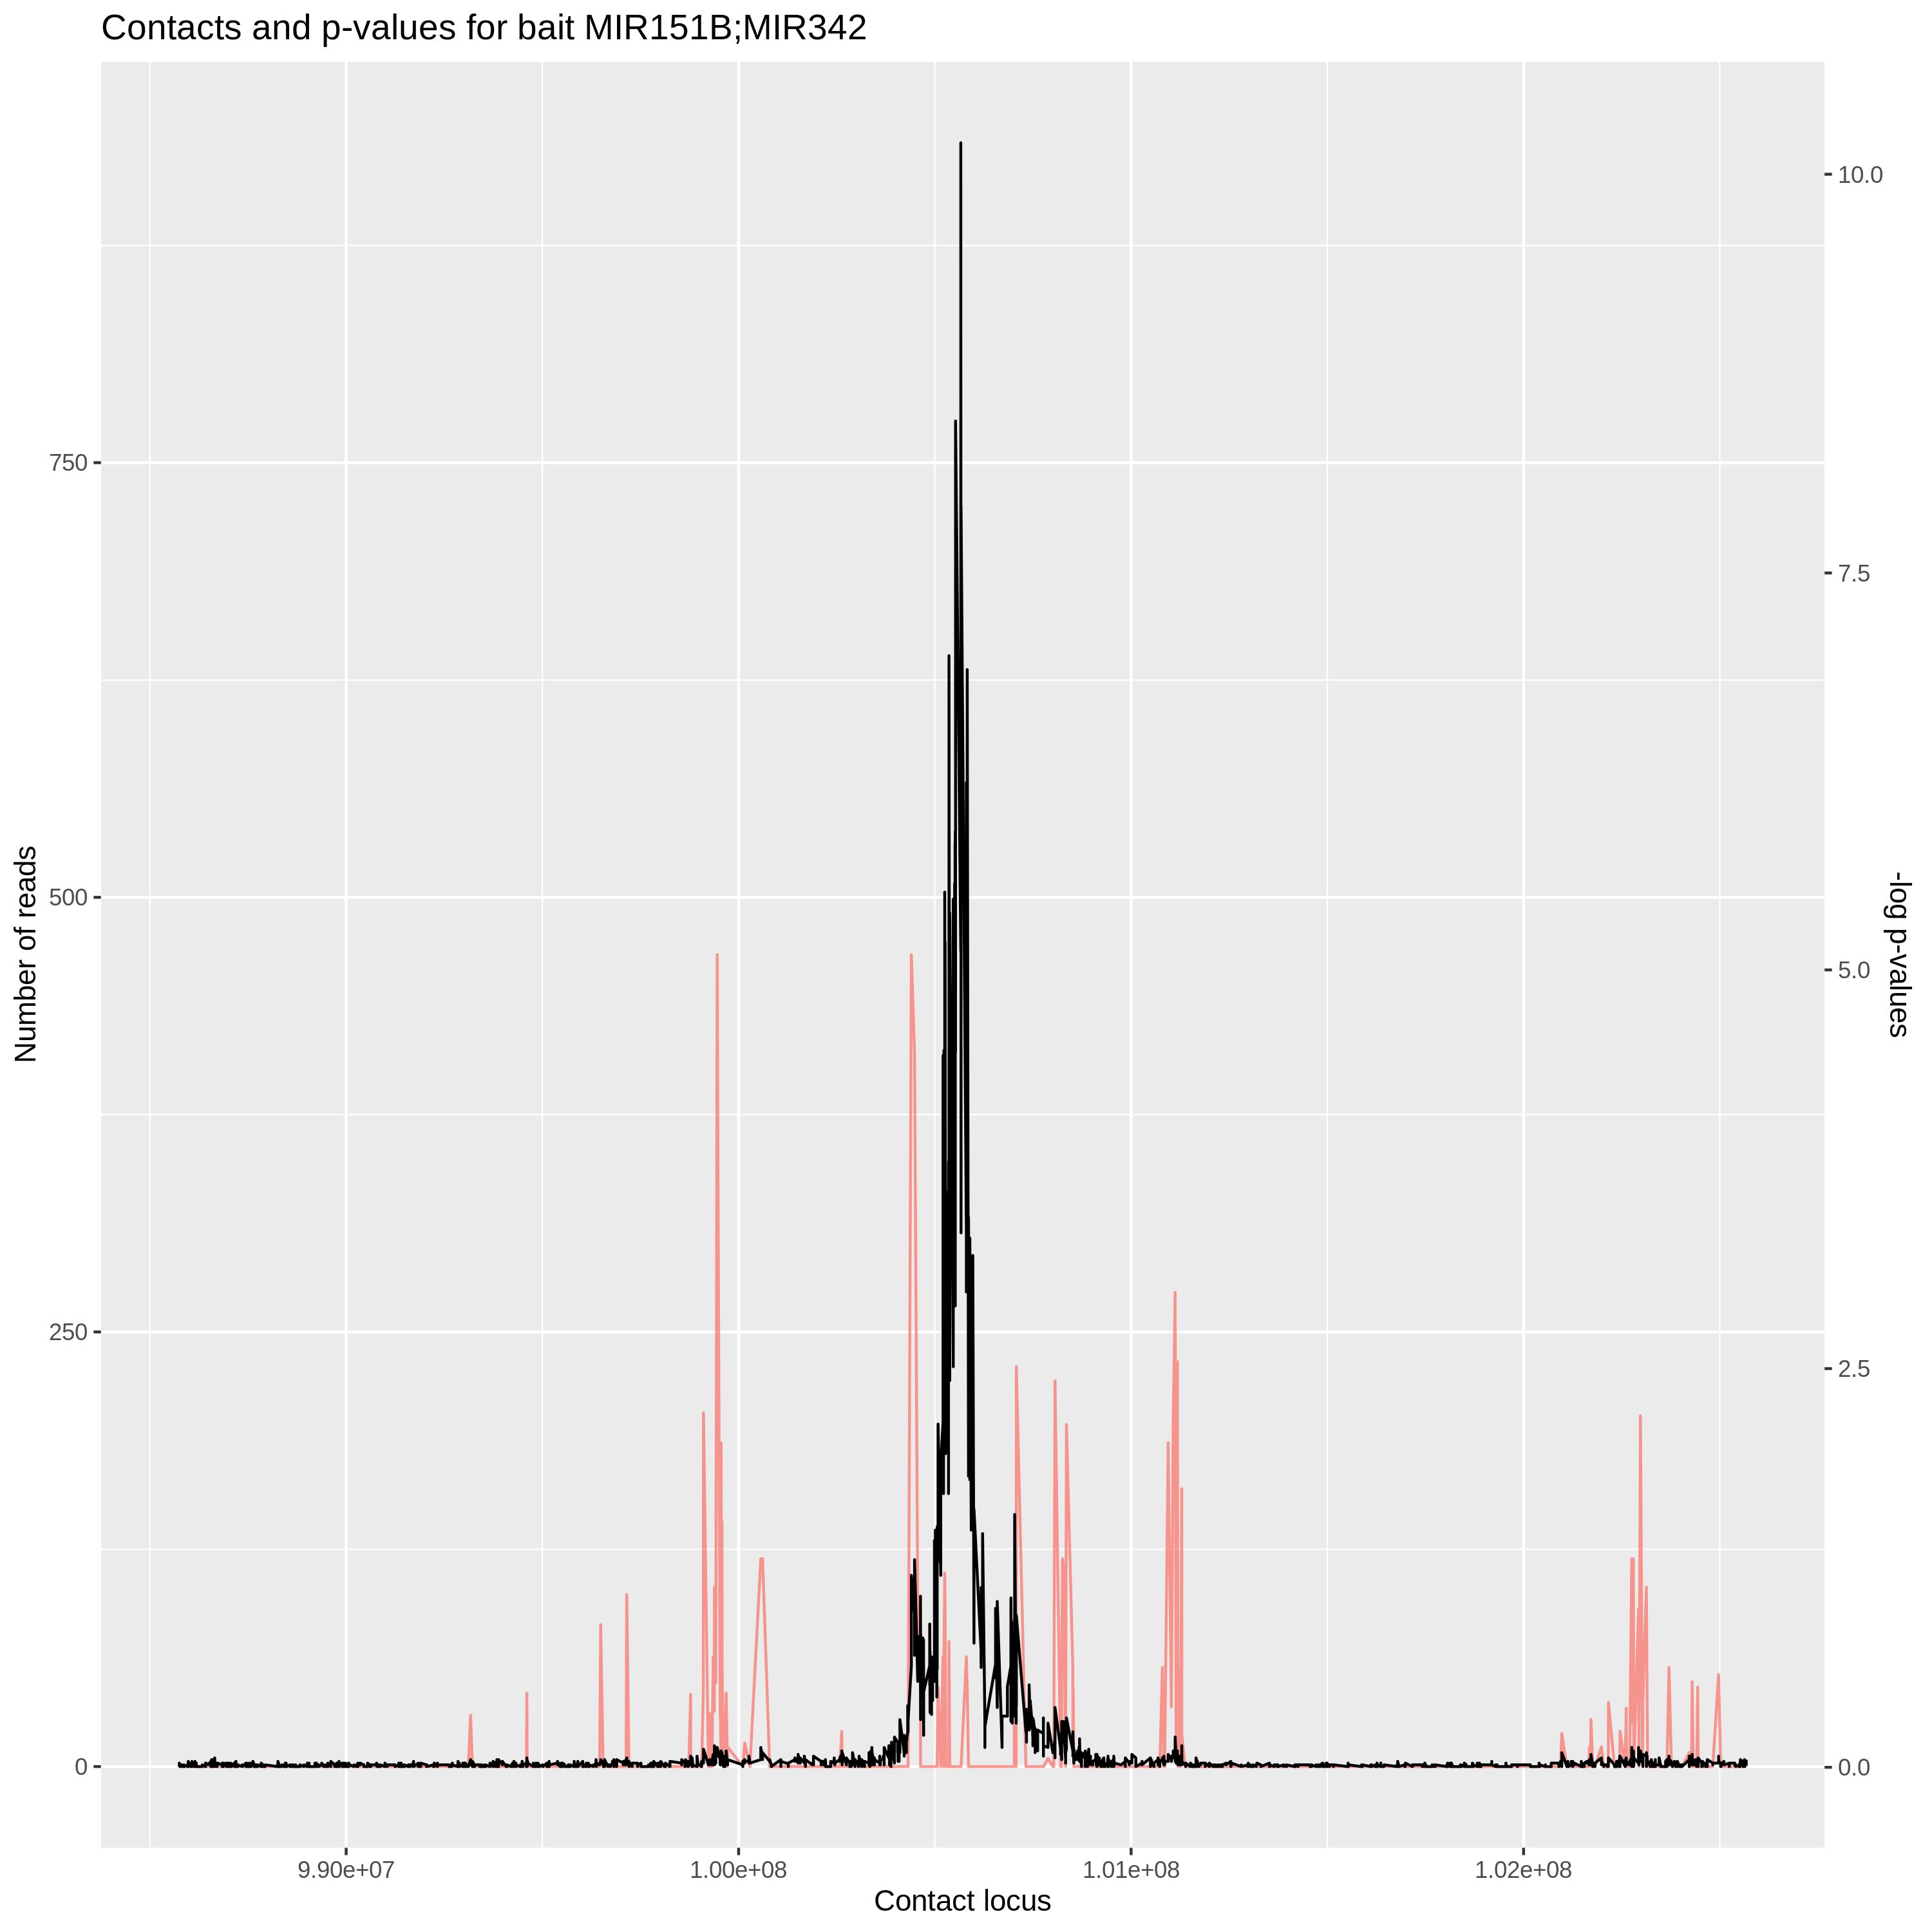 Contacts and p-values for bait MIR151B;MIR342
10.0
750
7.5
Number of reads
500
5.0
-log p-values
250
2.5
0
0.0
9.90e+07
1.00e+08
1.01e+08
1.02e+08
Contact locus